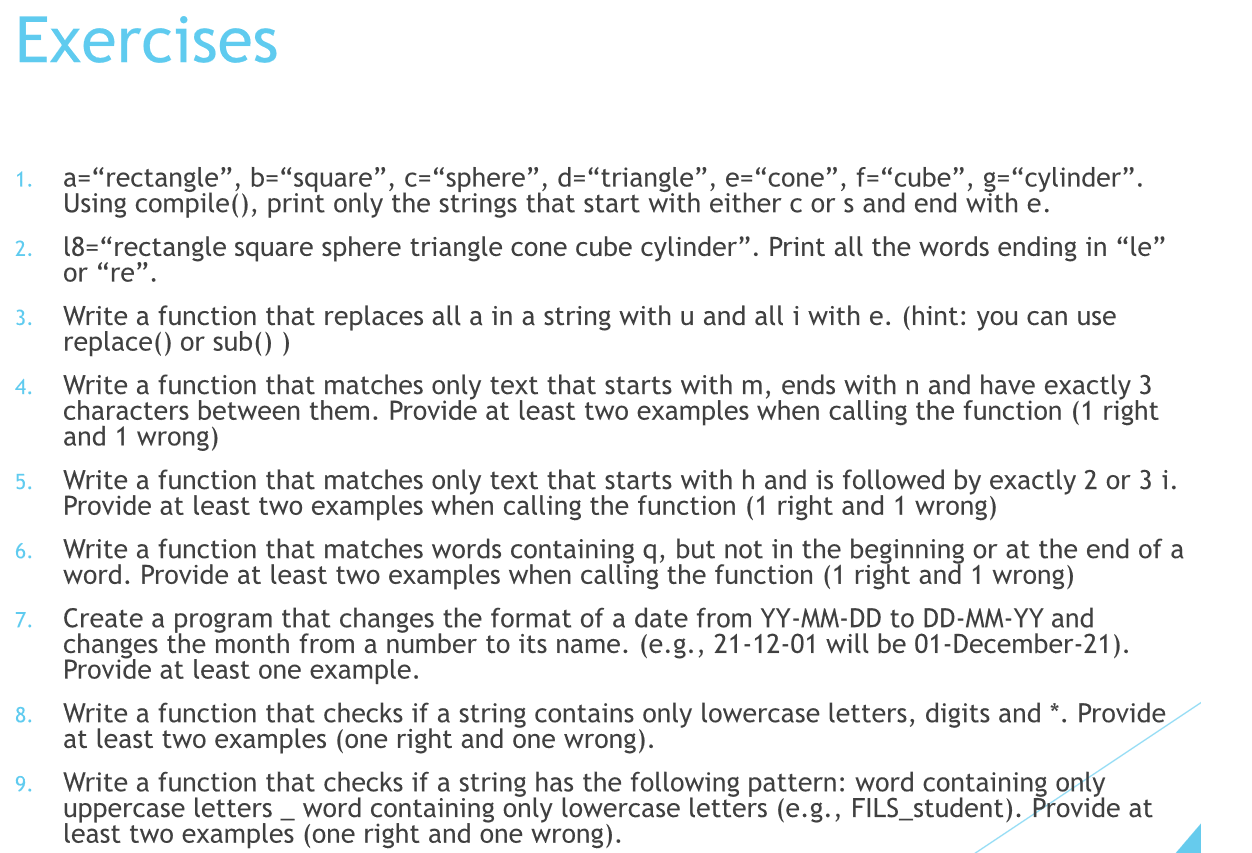 Exercises
1. a=“rectangle”, b=“square”, c=“sphere”, d=“triangle”, e=“cone”, f=“cube”, g=“cylinder”.
Using compile(), print only the strings that start with either c or s and end with e.
2. l8=“rectangle square sphere triangle cone cube cylinder”. Print all the words ending in “le”
or “re”.
3. Write a function that replaces all a in a string with u and all i with e. (hint: you can use
replace() or sub() )
4. Write a function that matches only text that starts with m, ends with n and have exactly 3
characters between them. Provide at least two examples when calling the function (1 right
and 1 wrong)
5. Write a function that matches only text that starts with h and is followed by exactly 2 or 3 i.
Provide at least two examples when calling the function (1 right and 1 wrong)
6. Write a function that matches words containing q, but not in the beginning or at the end of a
word. Provide at least two examples when calling the function (1 right and 1 wrong)
7. Create a program that changes the format of a date from YY-MM-DD to DD-MM-YY and
changes the month from a number to its name. (e.g., 21-12-01 will be 01-December-21).
Provide at least one example.
8. Write a function that checks if a string contains only lowercase letters, digits and *. Provide
at least two examples (one right and one wrong).
9. Write a function that checks if a string has the following pattern: word containing only
uppercase letters _ word containing only lowercase letters (e.g., FILS_student). Provide at
least two examples (one right and one wrong).